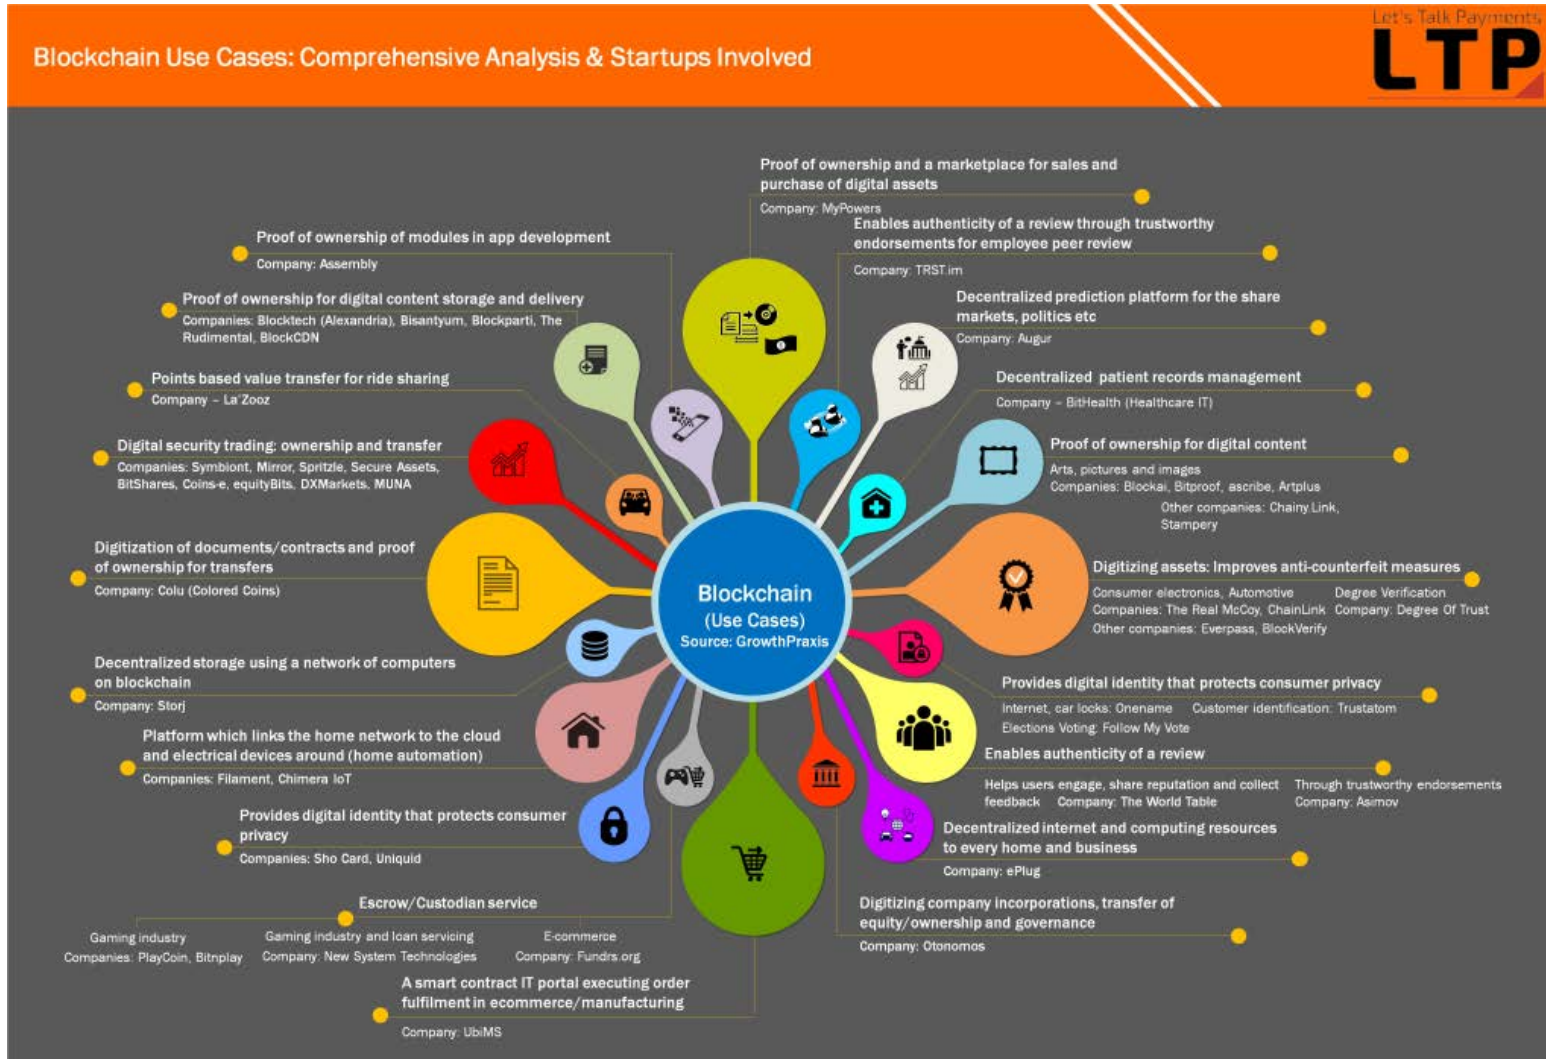 Let's Talk Payments
LTP
Blockchain Use Cases: Comprehensive Analysis & Startups Involved
Proof of ownership and a marketplace for sales and
purchase of digital assets
Company: MyPowers
Enables authenticity of a review through trustworthy
endorsements for employee peer review
Company: TRST.im
Decentralized prediction platform for the share
markets, politics etc
Company: Augur
Decentralized patient records management
Company – BitHealth (Healthcare IT)
Proof of ownership for digital content
Arts, pictures and images
Companies: Blockai, Bitproof, ascribe, Artplus
Other companies: Chainy.Link,
Stampery
Digitizing assets: Improves anti-counterfeit measures
Consumer electronics, Automotive
Companies: The Real McCoy, ChainLink
Degree Verification
Company: Degree Of Trust
Other companies: Everpass, BlockVerify
Provides digital identity that protects consumer privacy
Internet, car locks: Onename
Customer identification: Trustatom
Elections Voting: Follow My Vote
Enables authenticity of a review
Helps users engage, share reputation and collect
feedback Company: The World Table
Through trustworthy endorsements
Company: Asimov
Decentralized internet and computing resources
to every home and business
Company: ePlug
Digitizing company incorporations, transfer of
equity/ownership and governance
Company: Otonomos
Proof of ownership of modules in app development
Company: Assembly
Proof of ownership for digital content storage and delivery
Companies: Blocktech (Alexandria), Bisantyum, Blockparti, The
Rudimental, BlockCDN
Points based value transfer for ride sharing
Company – La'Zooz
Digital security trading: ownership and transfer
Companies: Symbiont, Mirror, Spritzle, Secure Assets,
BitShares, Coins-e, equityBits, DXMarkets, MUNA
Digitization of documents/contracts and proof
of ownership for transfers
Company: Colu (Colored Coins)
Decentralized storage using a network of computers
on blockchain
Company: Storj
Platform which links the home network to the cloud
and electrical devices around (home automation)
Companies: Filament, Chimera IoT
Provides digital identity that protects consumer
privacy
Companies: Sho Card, Uniquid
Escrow/Custodian service
Gaming industry
Companies: PlayCoin, Bitnplay
Gaming industry and loan servicing
Company: New System Technologies
E-commerce
Company: Fundrs.org
A smart contract IT portal executing order
fulfilment in ecommerce/manufacturing
Company: UbiMS
Blockchain
(Use Cases)
Source: GrowthPraxis